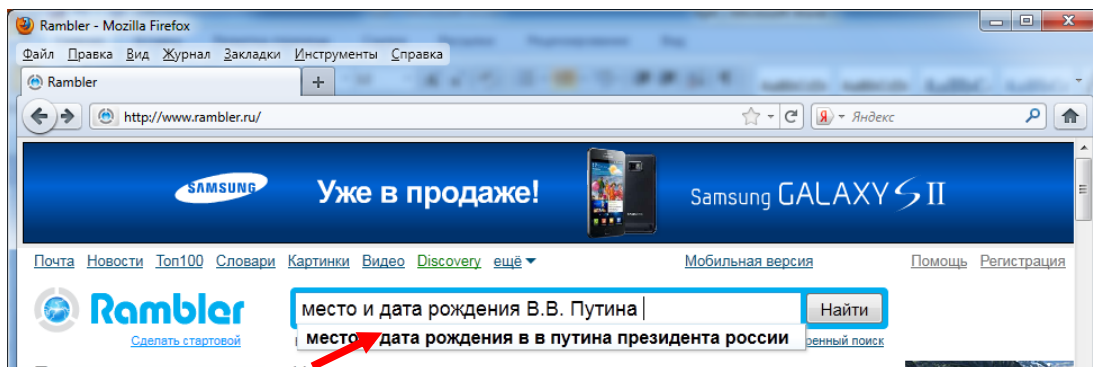 Rambler - Mozilla Firefox
Файл Правка Вид Журнал Закладки Инструменты Справка
Rambler
http://www.rambler.ru/ Я Яндекс
SAMSUNG Уже в продаже! Samsung GALAXY S II
Почта Новости Топ100 Словари Картинки Видео Discovery ещё Мобильная версия Помощь Регистрация
Rambler место и дата рождения В.В. Путина Найти
Сделать стартовой место дата рождения в в путина президента россии поиск